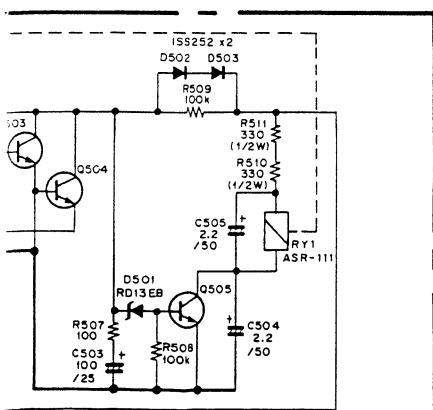 ISS252 x2
D502 D503
R509
100k
R511
330
(1/2W)
R510
330
(1/2W)
Q504
C505
2.2
/50
RY1
ASR-111
D501
RD13EB
Q505
R507
100
C503
100
/25
R508
100k
C504
2.2
/50